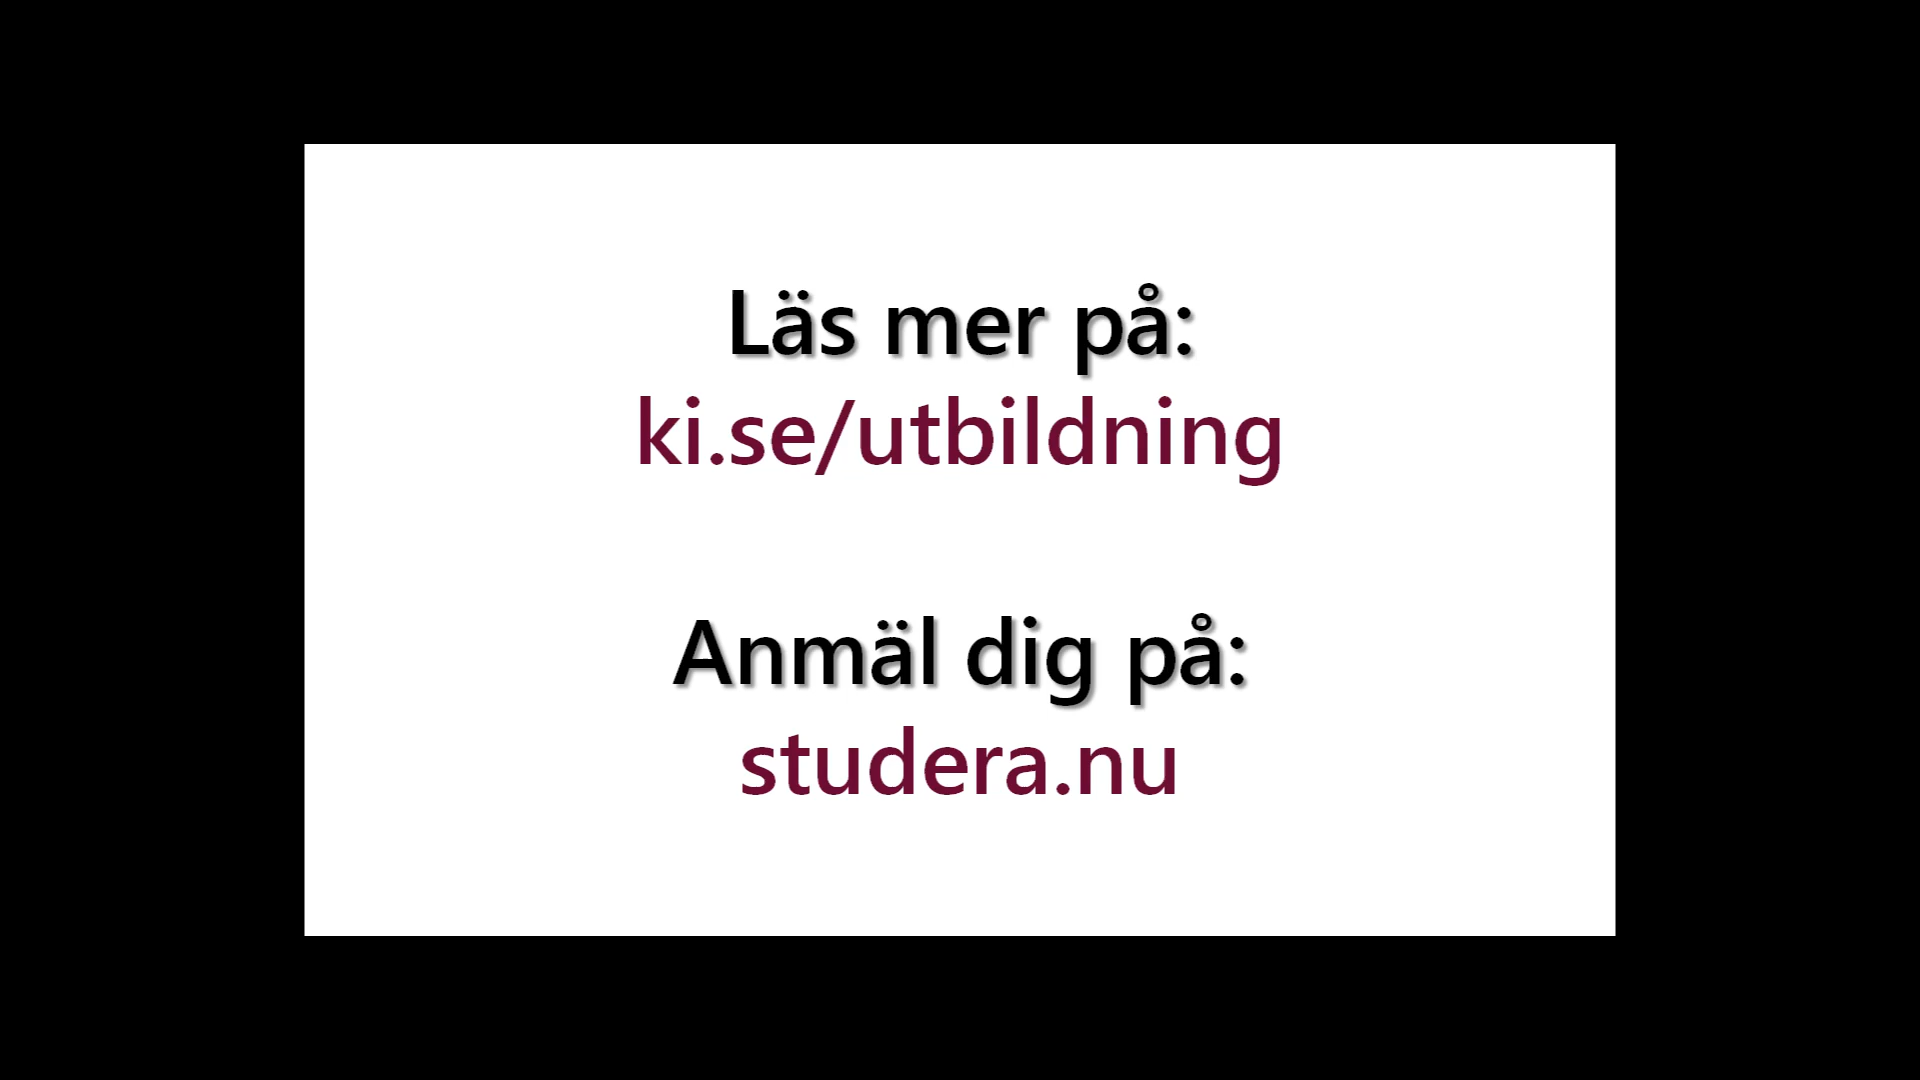 Läs mer på:
ki.se/utbildning
Anmäl dig på:
studera.nu